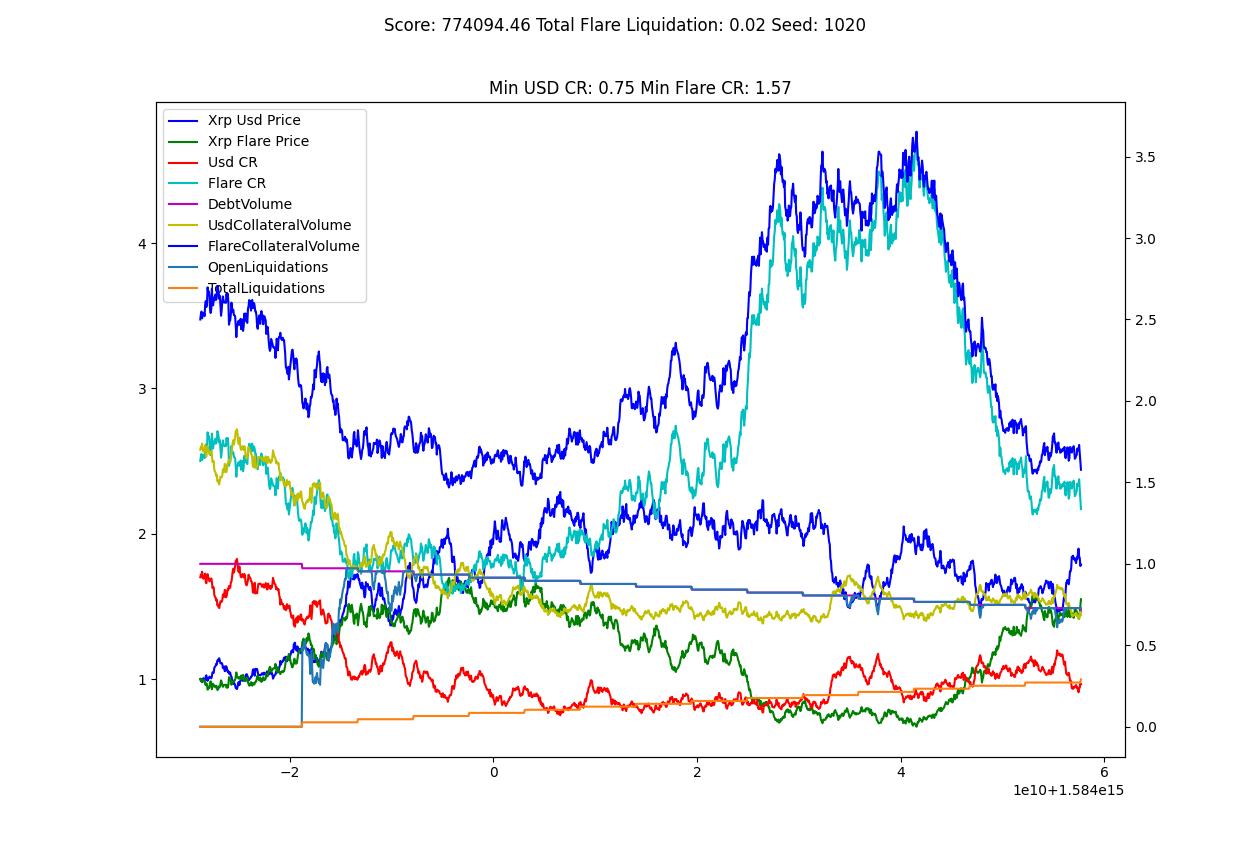 Score: 774094.46 Total Flare Liquidation: 0.02 Seed: 1020
Min USD CR: 0.75 Min Flare CR: 1.57
Xrp Usd Price
Xrp Flare Price
Usd CR
Flare CR
DebtVolume
UsdCollateralVolume
FlareCollateralVolume
OpenLiquidations
TotalLiquidations
4
3
2
1
3.5
3.0
2.5
2.0
1.5
1.0
0.5
0.0
−2
0
2
4
6
1e10+1.584e15